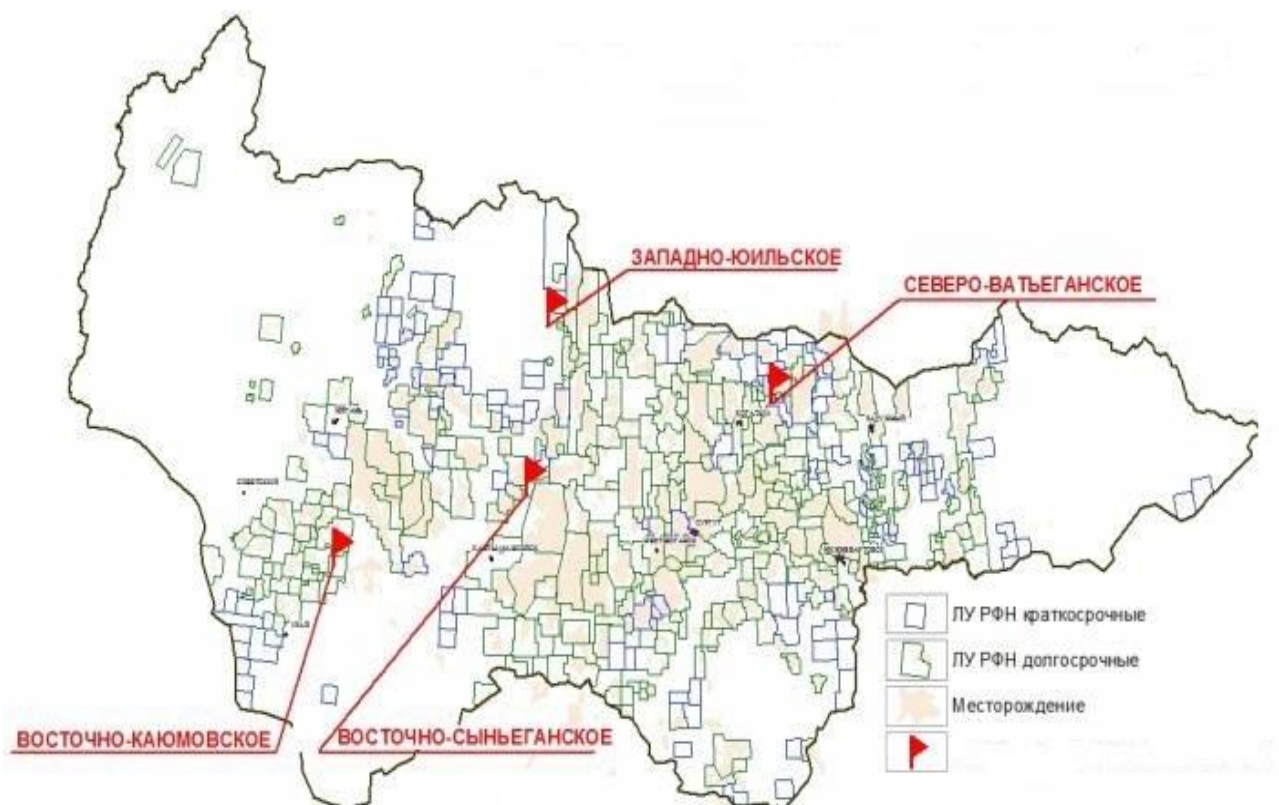 ЗАПАДНО-ЮИЛЬСКОЕ
СЕВЕРО-ВАТЬЕГАНСКОЕ
ЛУ РФН краткосрочные
ЛУ РФН долгосрочные
Месторождение
ВОСТОЧНО-КАЮМОВСКОЕ
ВОСТОЧНО-СЫНЬЕГАНСКОЕ